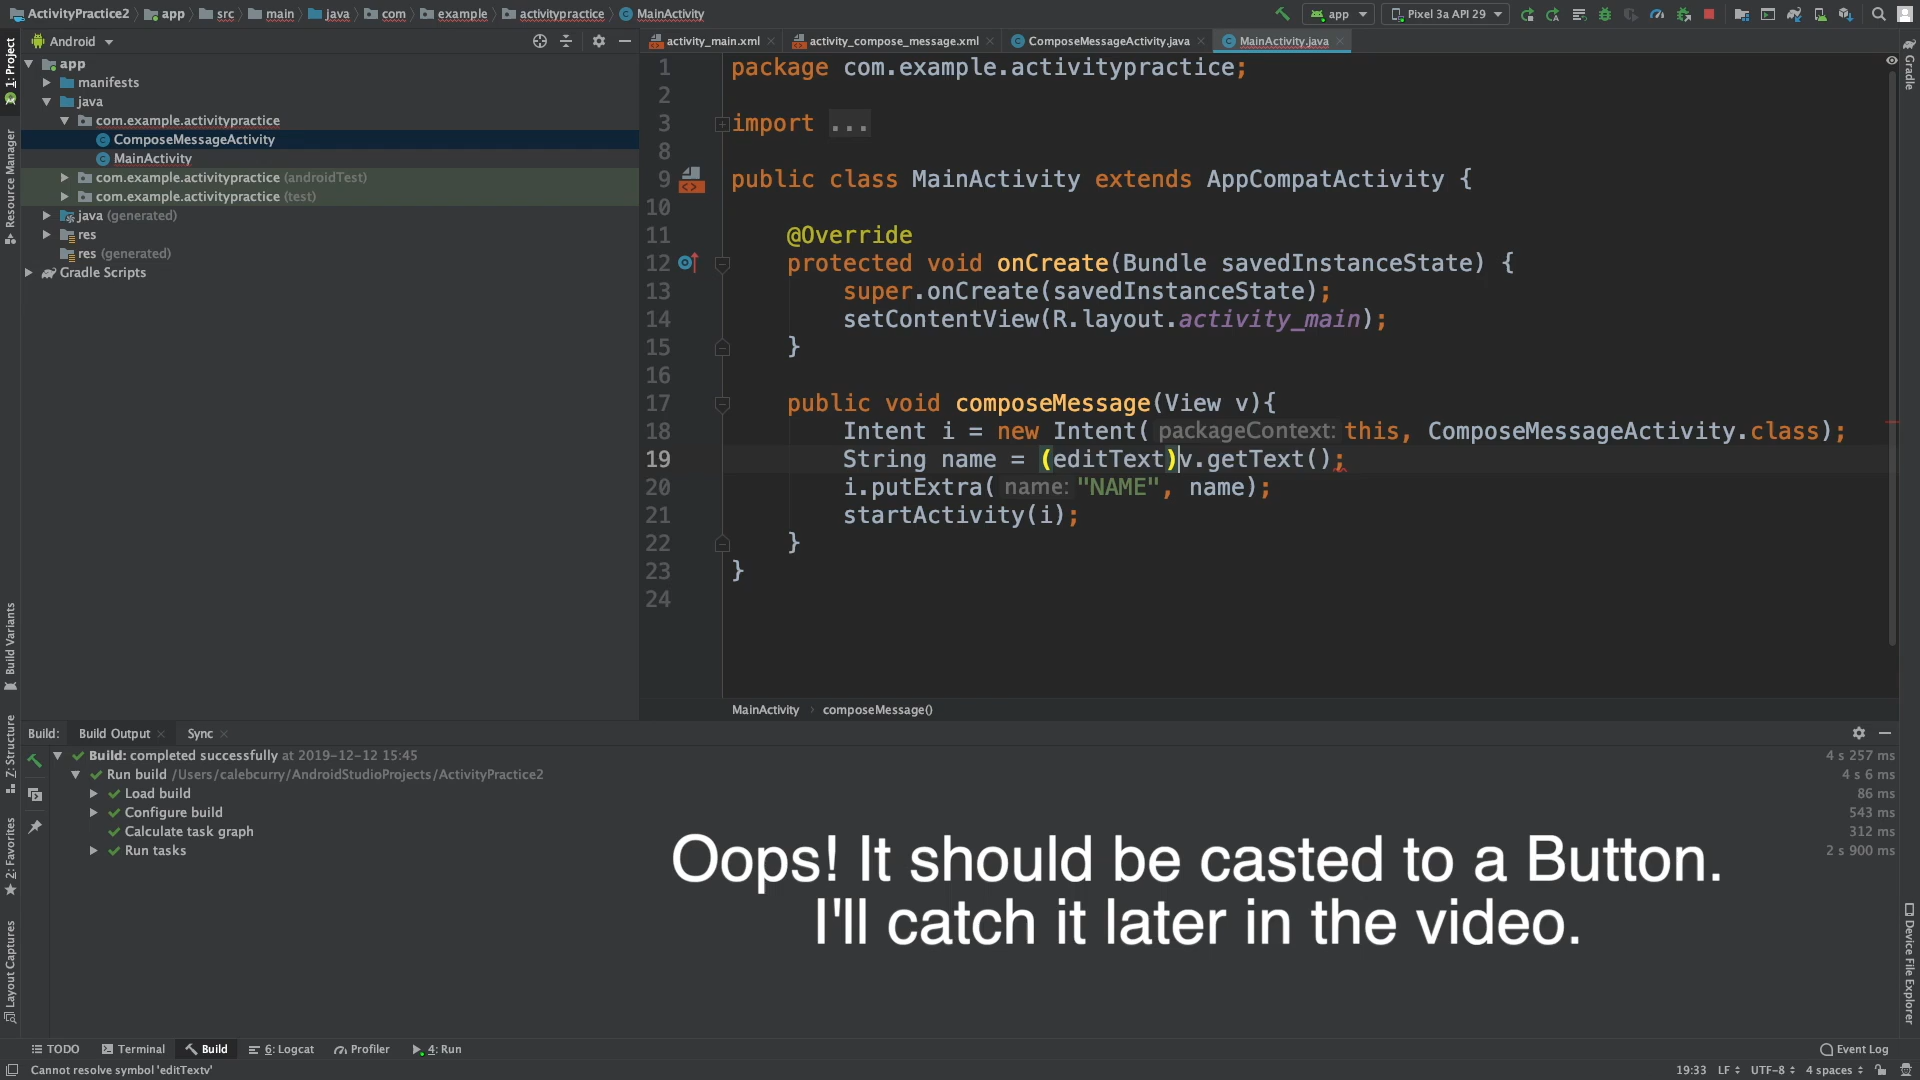 ActivityPractice2 app src main java com example activitypractice MainActivity app Pixel 3a API 29
Android
activity_main.xml activity_compose_message.xml ComposeMessageActivity.java MainActivity.java
1: Project
Resource Manager
Build Variants
Z: Structure
2: Favorites
Layout Captures
Gradle
Device File Explorer
app
manifests
java
com.example.activitypractice
ComposeMessageActivity
MainActivity
com.example.activitypractice (androidTest)
com.example.activitypractice (test)
java (generated)
res
res (generated)
Gradle Scripts
1 package com.example.activitypractice;
2
3 import ...
8
9 public class MainActivity extends AppCompatActivity {
10
11 @Override
12 protected void onCreate(Bundle savedInstanceState) {
13 super.onCreate(savedInstanceState);
14 setContentView(R.layout.activity_main);
15 }
16
17 public void composeMessage(View v){
18 Intent i = new Intent( packageContext: this, ComposeMessageActivity.class);
19 String name = (editText)v.getText();
20 i.putExtra( name: "NAME", name);
21 startActivity(i);
22 }
23 }
24
MainActivity composeMessage()
Build: Build Output Sync
Build: completed successfully at 2019-12-12 15:45 4 s 257 ms
Run build /Users/calebcurry/AndroidStudioProjects/ActivityPractice2 4 s 6 ms
Load build 86 ms
Configure build 543 ms
Calculate task graph 312 ms
Run tasks 2 s 900 ms
Oops! It should be casted to a Button.
I'll catch it later in the video.
TODO Terminal Build 6: Logcat Profiler 4: Run Event Log
Cannot resolve symbol 'editTextv' 19:33 LF UTF-8 4 spaces